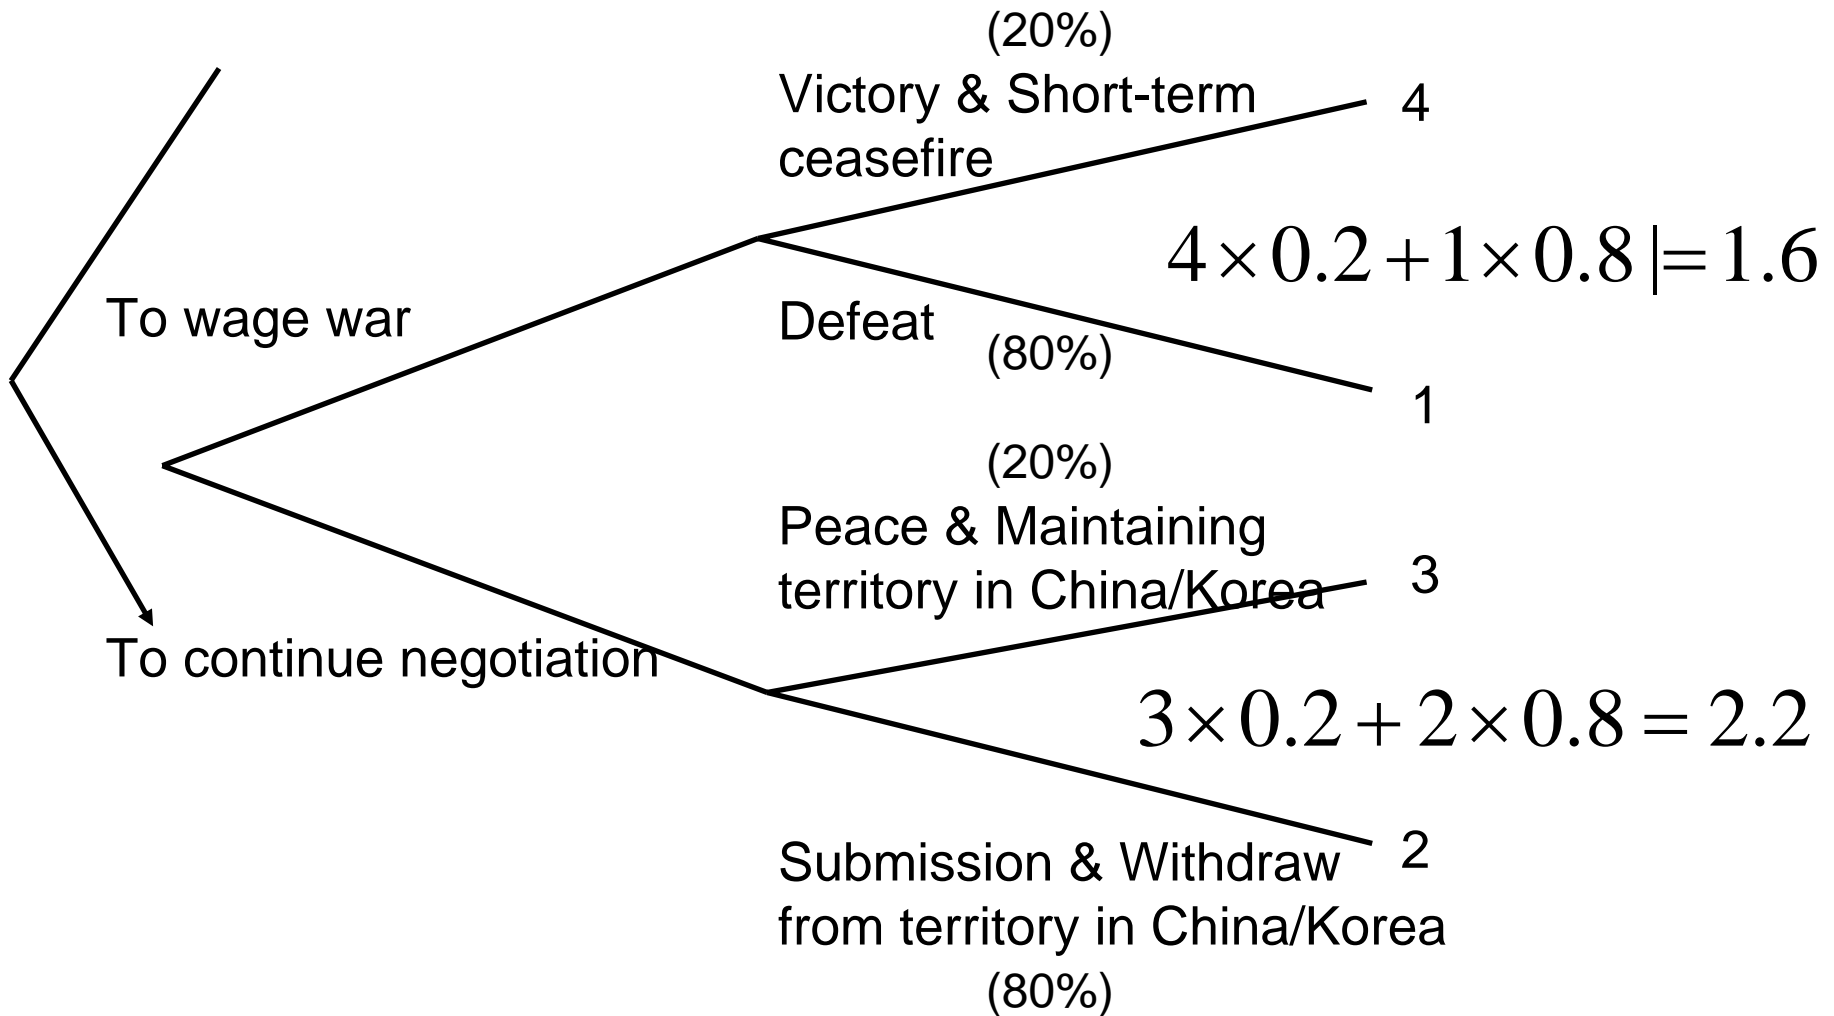 (20%)
Victory & Short-term
ceasefire
4
4×0.2+1×0.8|=1.6
To wage war
Defeat
(80%)
1
(20%)
Peace & Maintaining
territory in China/Korea
3
To continue negotiation
3×0.2+2×0.8=2.2
2
Submission & Withdraw
from territory in China/Korea
(80%)